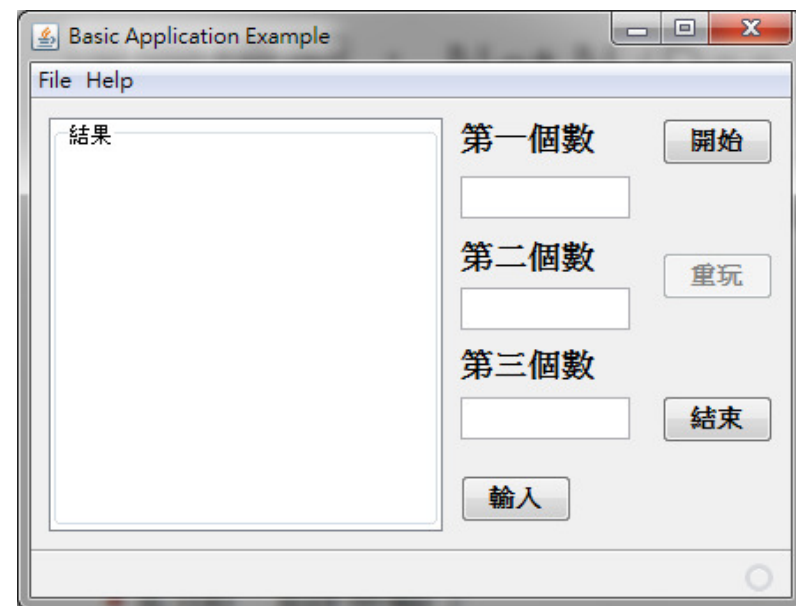 Basic Application Example
File Help
結果
第一個數
開始
第二個數
重玩
第三個數
結束
輸入